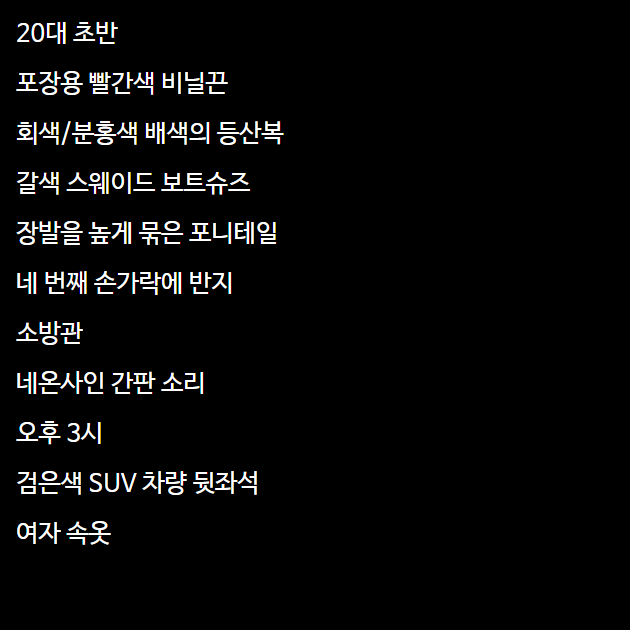 20대 초반
포장용 빨간색 비닐끈
회색/분홍색 배색의 등산복
갈색 스웨이드 보트슈즈
장발을 높게 묶은 포니테일
네 번째 손가락에 반지
소방관
네온사인 간판 소리
오후 3시
검은색 SUV 차량 뒷좌석
여자 속옷